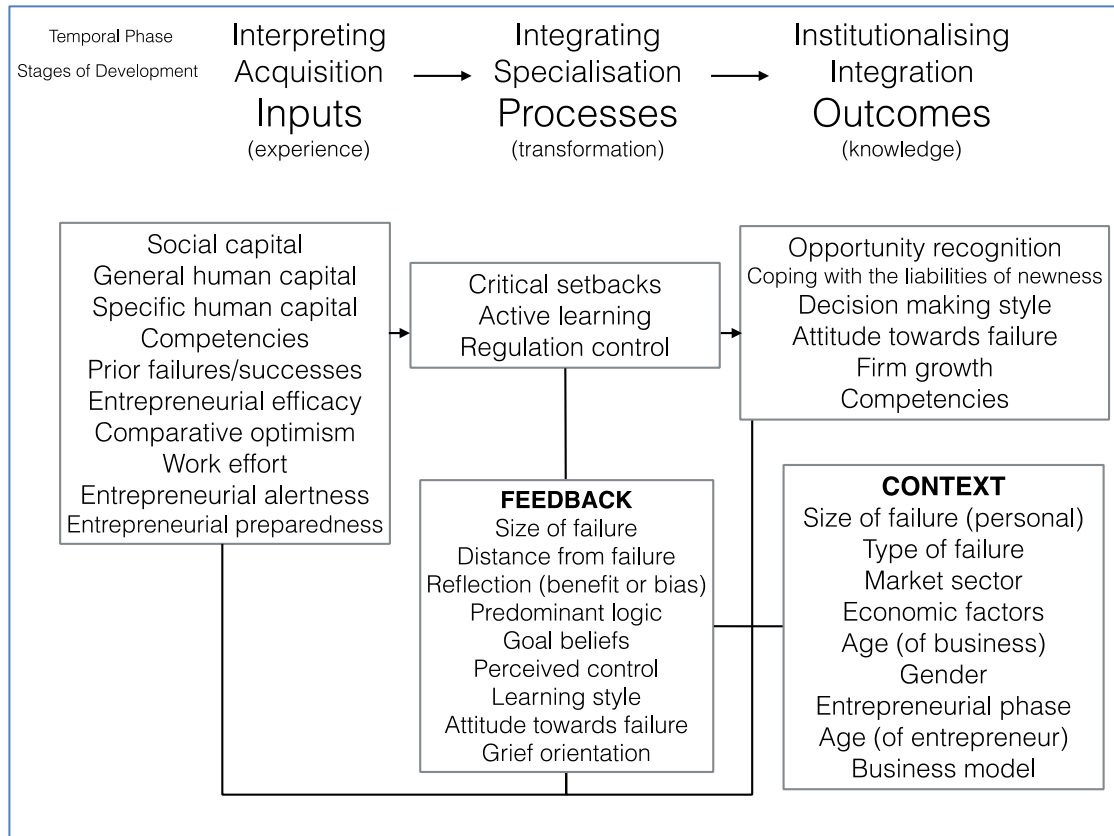 Temporal Phase
Stages of Development
Interpreting
Acquisition
Inputs
(experience)
Integrating
Specialisation
Processes
(transformation)
Institutionalising
Integration
Outcomes
(knowledge)
Social capital
General human capital
Specific human capital
Competencies
Prior failures/successes
Entrepreneurial efficacy
Comparative optimism
Work effort
Entrepreneurial alertness
Entrepreneurial preparedness
Critical setbacks
Active learning
Regulation control
Opportunity recognition
Coping with the liabilities of newness
Decision making style
Attitude towards failure
Firm growth
Competencies
FEEDBACK
Size of failure
Distance from failure
Reflection (benefit or bias)
Predominant logic
Goal beliefs
Perceived control
Learning style
Attitude towards failure
Grief orientation
CONTEXT
Size of failure (personal)
Type of failure
Market sector
Economic factors
Age (of business)
Gender
Entrepreneurial phase
Age (of entrepreneur)
Business model